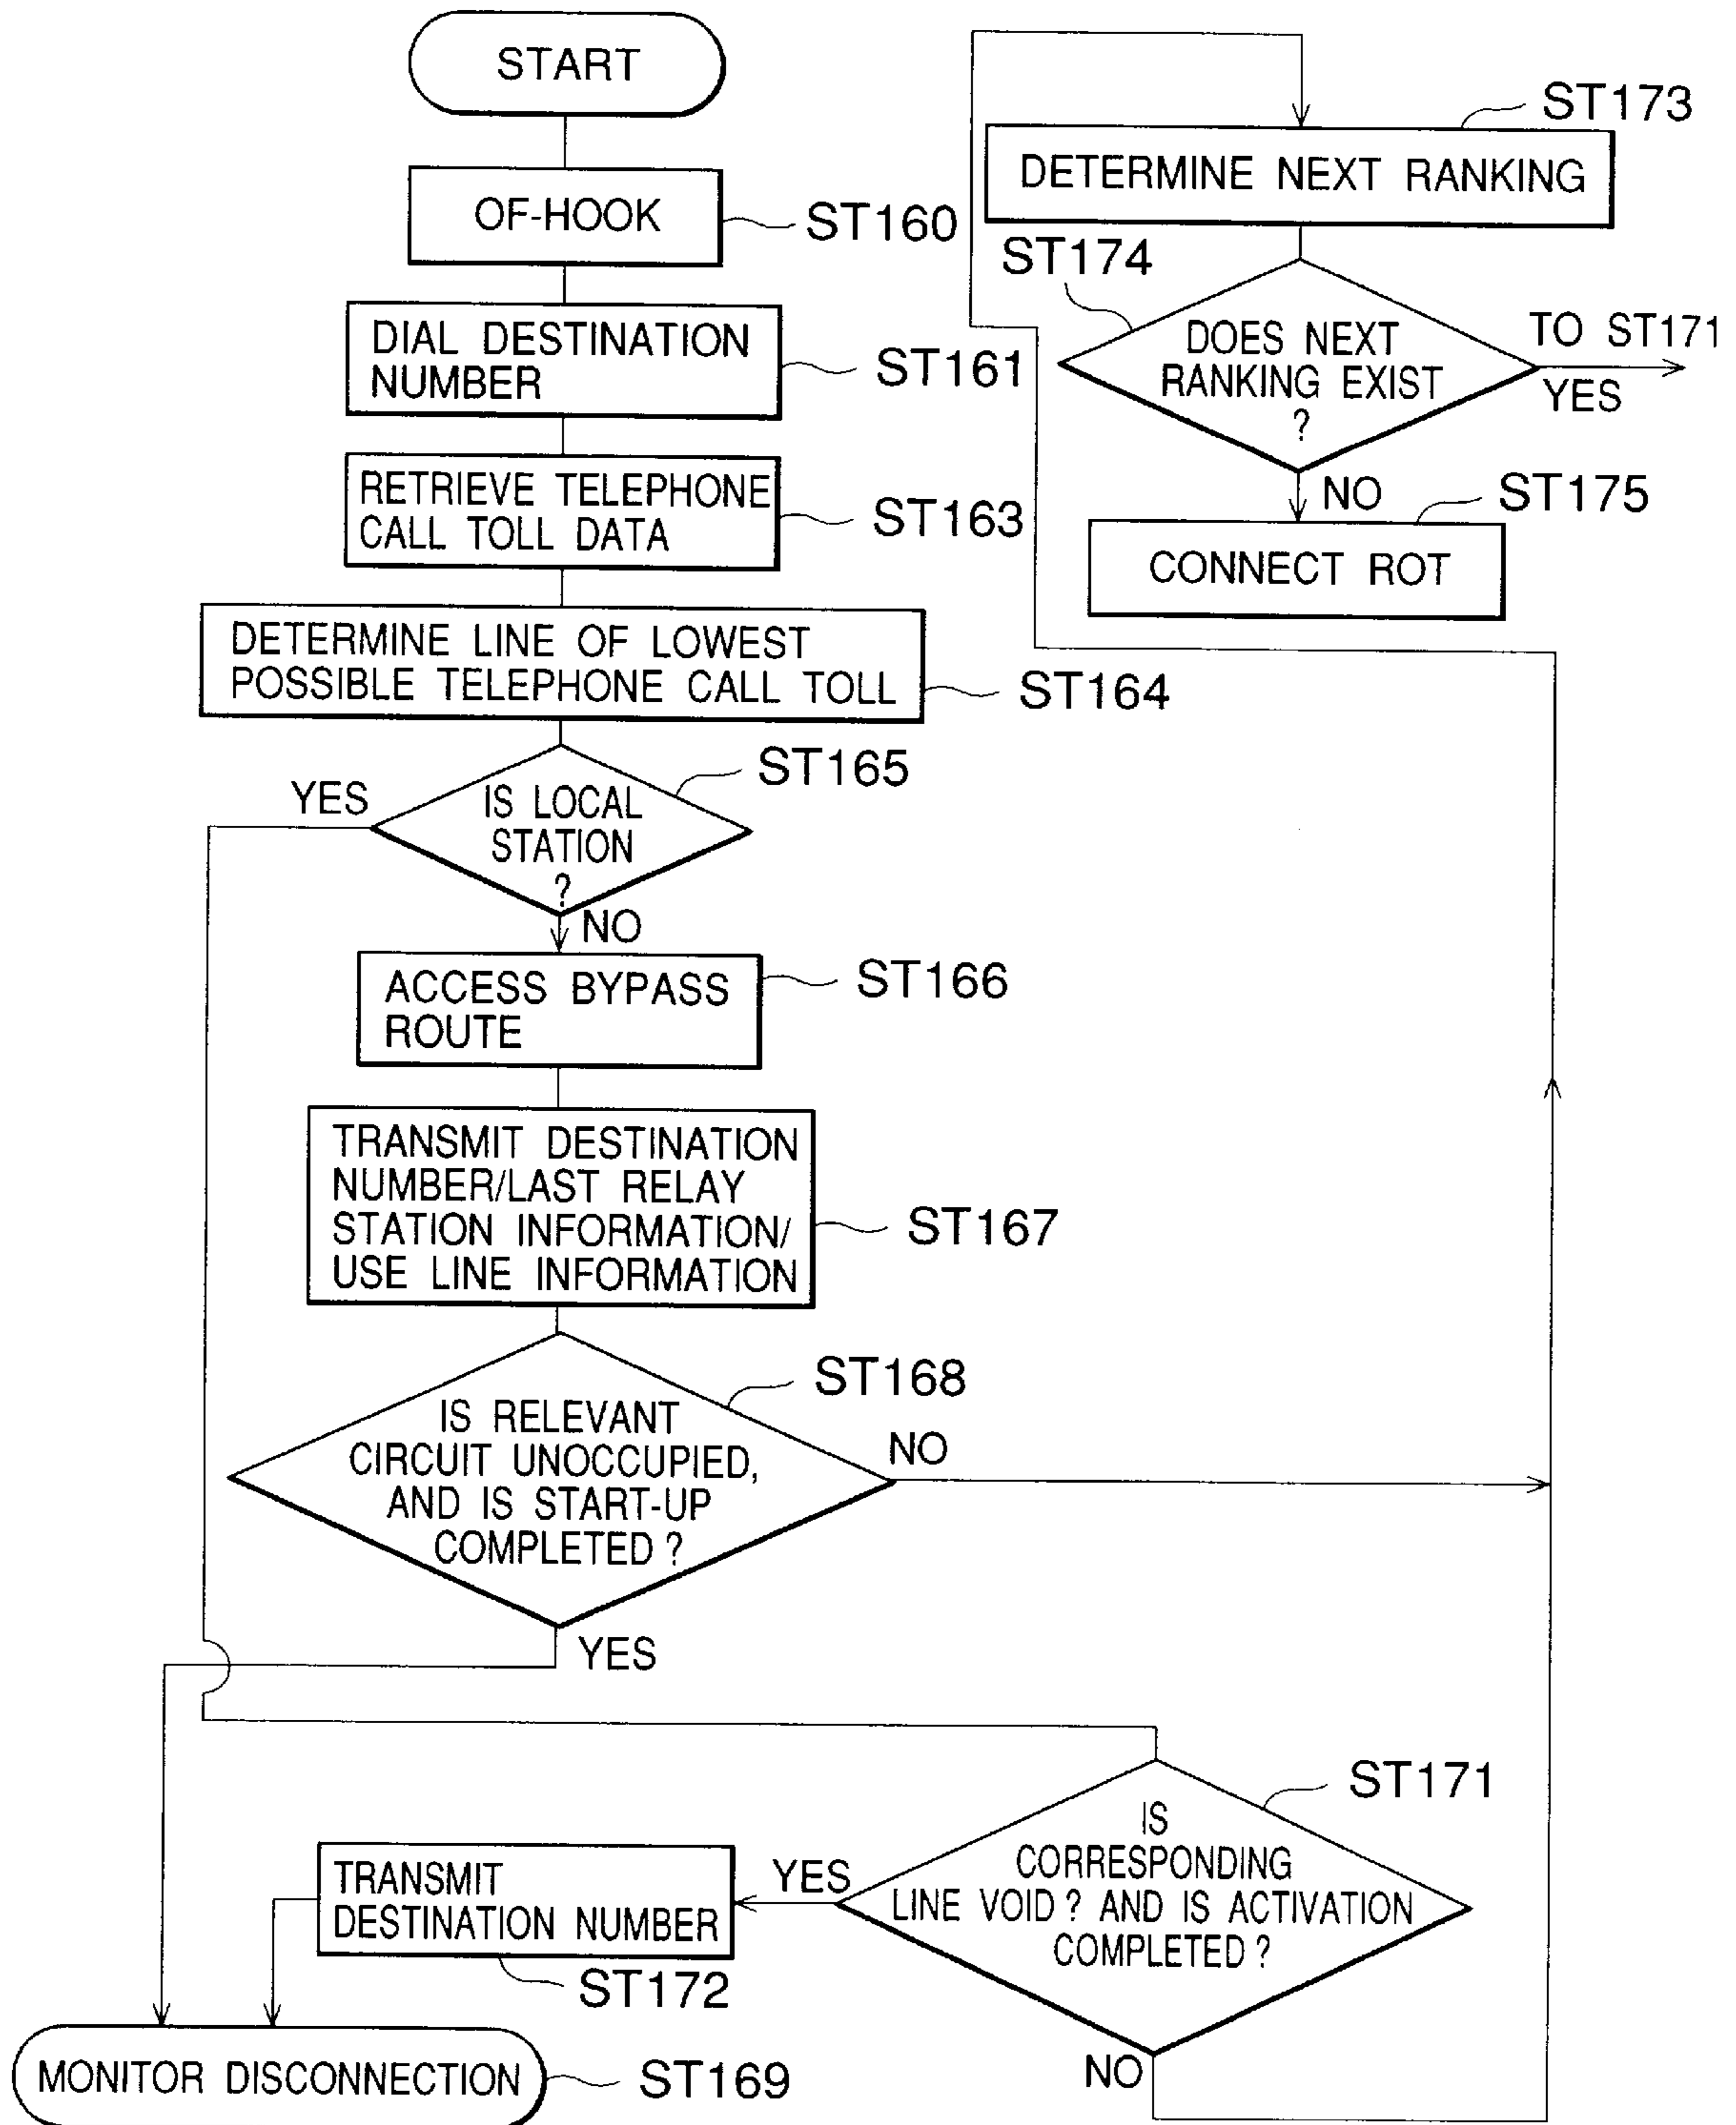 START
OF-HOOK
ST160
DIAL DESTINATION
NUMBER
ST161
RETRIEVE TELEPHONE
CALL TOLL DATA
ST163
DETERMINE LINE OF LOWEST
POSSIBLE TELEPHONE CALL TOLL
ST164
ST165
YES
IS LOCAL
STATION
?
NO
ACCESS BYPASS
ROUTE
ST166
TRANSMIT DESTINATION
NUMBER/LAST RELAY
STATION INFORMATION/
USE LINE INFORMATION
ST167
ST168
IS RELEVANT
CIRCUIT UNOCCUPIED,
AND IS START-UP
COMPLETED ?
NO
YES
ST171
IS
CORRESPONDING
LINE VOID ? AND IS ACTIVATION
COMPLETED ?
YES
NO
TRANSMIT
DESTINATION NUMBER
ST172
MONITOR DISCONNECTION
ST169
ST173
DETERMINE NEXT RANKING
ST174
DOES NEXT
RANKING EXIST
?
TO ST171
YES
NO
ST175
CONNECT ROT